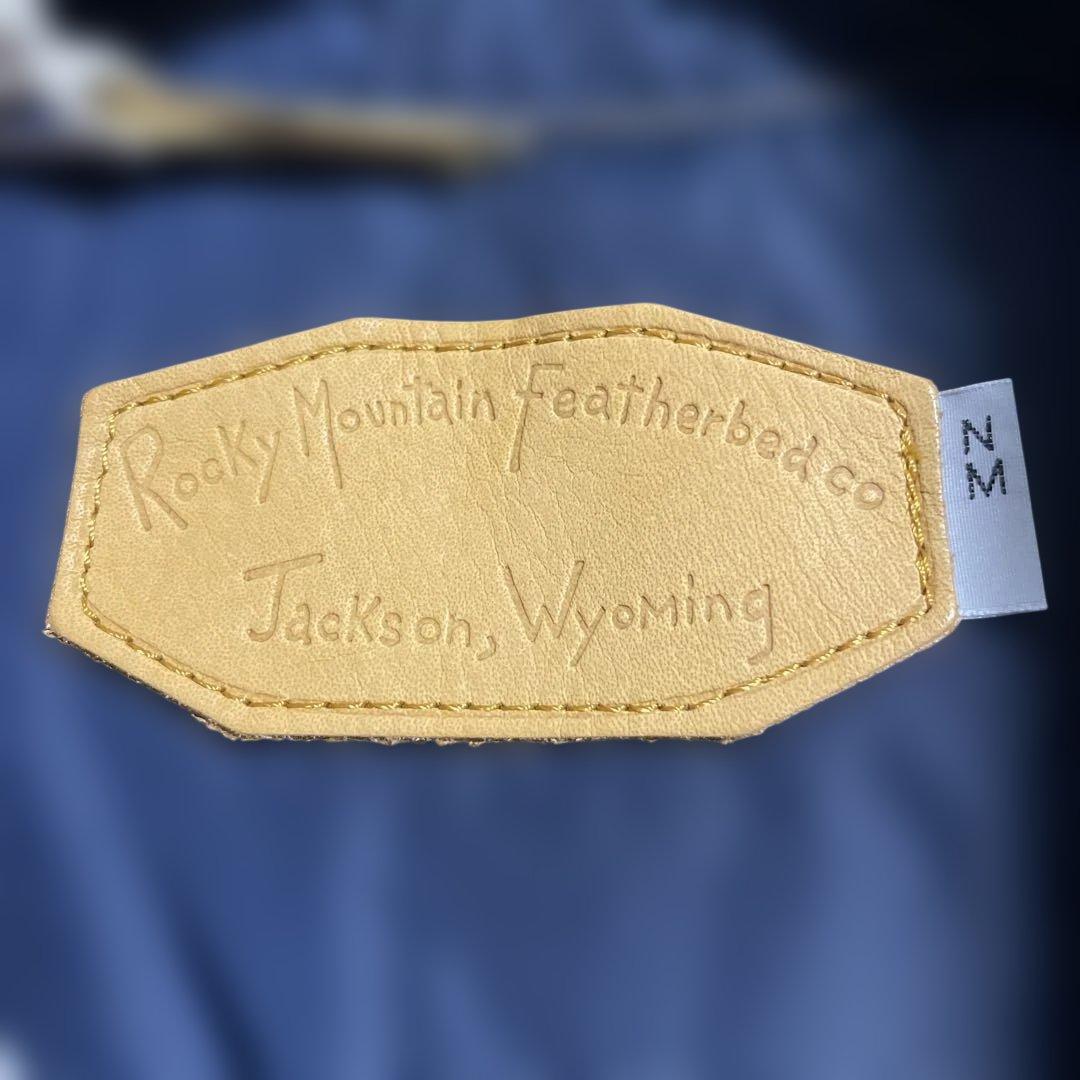 Rocky Mountain Featherbed co
Jackson, Wyoming
NM